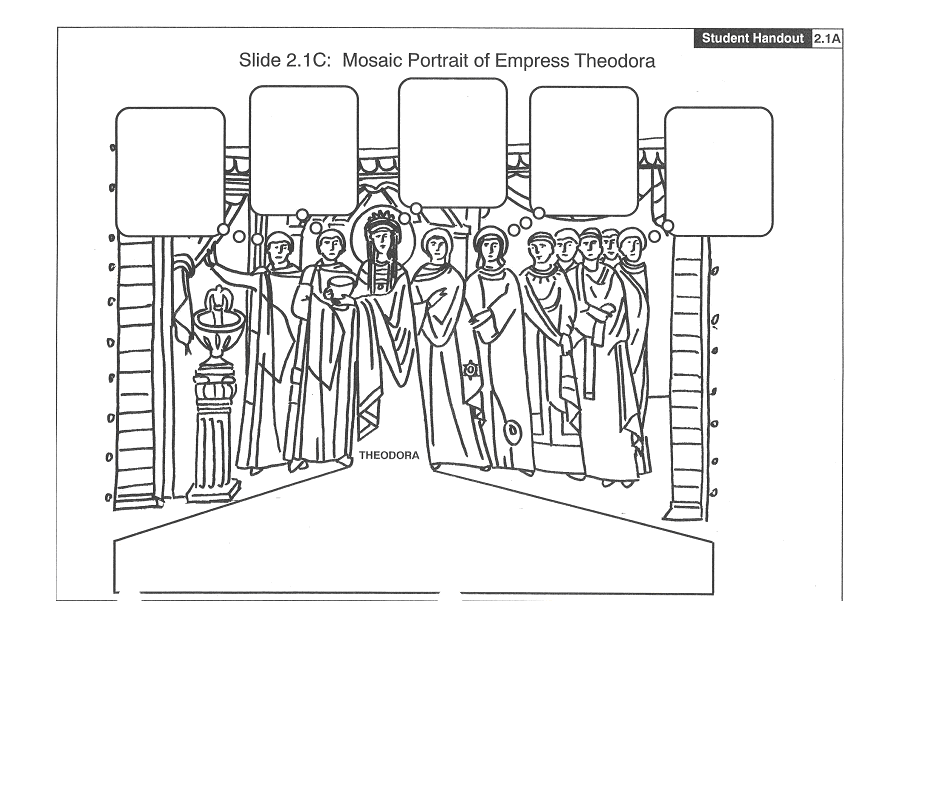 Student Handout 2.1A
Slide 2.1C: Mosaic Portrait of Empress Theodora
THEODORA